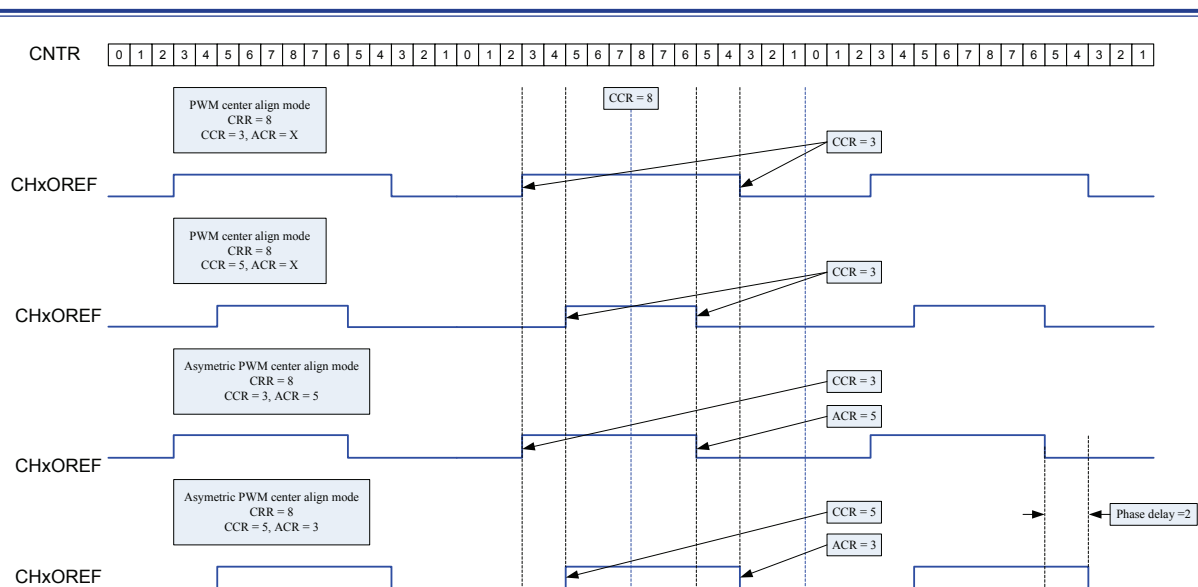 CNTR 0 1 2 3 4 5 6 7 8 7 6 5 4 3 2 1 0 1 2 3 4 5 6 7 8 7 6 5 4 3 2 1 0 1 2 3 4 5 6 7 8 7 6 5 4 3 2 1
CCR = 8
PWM center align mode
CRR = 8
CCR = 3, ACR = X
CCR = 3
CHxOREF
PWM center align mode
CRR = 8
CCR = 5, ACR = X
CCR = 3
CHxOREF
Asymetric PWM center align mode
CRR = 8
CCR = 3, ACR = 5
CCR = 3
ACR = 5
CHxOREF
Asymetric PWM center align mode
CRR = 8
CCR = 5, ACR = 3
CCR = 5
Phase delay =2
ACR = 3
CHxOREF